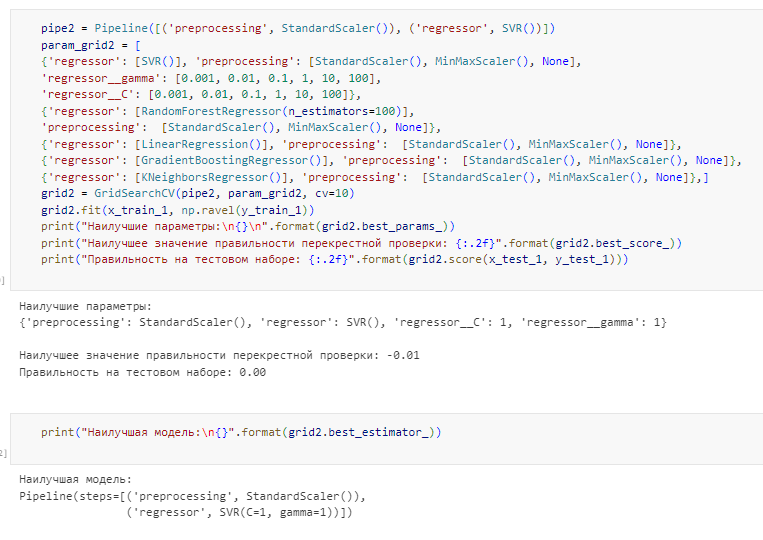 pipe2 = Pipeline([('preprocessing', StandardScaler()), ('regressor', SVR())])
param_grid2 = [
{'regressor': [SVR()], 'preprocessing': [StandardScaler(), MinMaxScaler(), None],
'regressor__gamma': [0.001, 0.01, 0.1, 1, 10, 100],
'regressor__C': [0.001, 0.01, 0.1, 1, 10, 100]},
{'regressor': [RandomForestRegressor(n_estimators=100)],
'preprocessing':  [StandardScaler(), MinMaxScaler(), None]},
{'regressor': [LinearRegression()], 'preprocessing':  [StandardScaler(), MinMaxScaler(), None]},
{'regressor': [GradientBoostingRegressor()], 'preprocessing':  [StandardScaler(), MinMaxScaler(), None]},
{'regressor': [KNeighborsRegressor()], 'preprocessing':  [StandardScaler(), MinMaxScaler(), None]},]
grid2 = GridSearchCV(pipe2, param_grid2, cv=10)
grid2.fit(x_train_1, np.ravel(y_train_1))
print("Наилучшие параметры:\n{}\n".format(grid2.best_params_))
print("Наилучшее значение правильности перекрестной проверки: {:.2f}".format(grid2.best_score_))
print("Правильность на тестовом наборе: {:.2f}".format(grid2.score(x_test_1, y_test_1)))
Наилучшие параметры:
{'preprocessing': StandardScaler(), 'regressor': SVR(), 'regressor__C': 1, 'regressor__gamma': 1}
Наилучшее значение правильности перекрестной проверки: -0.01
Правильность на тестовом наборе: 0.00
print("Наилучшая модель:\n{}".format(grid2.best_estimator_))
Наилучшая модель:
Pipeline(steps=[('preprocessing', StandardScaler()),
('regressor', SVR(C=1, gamma=1))])